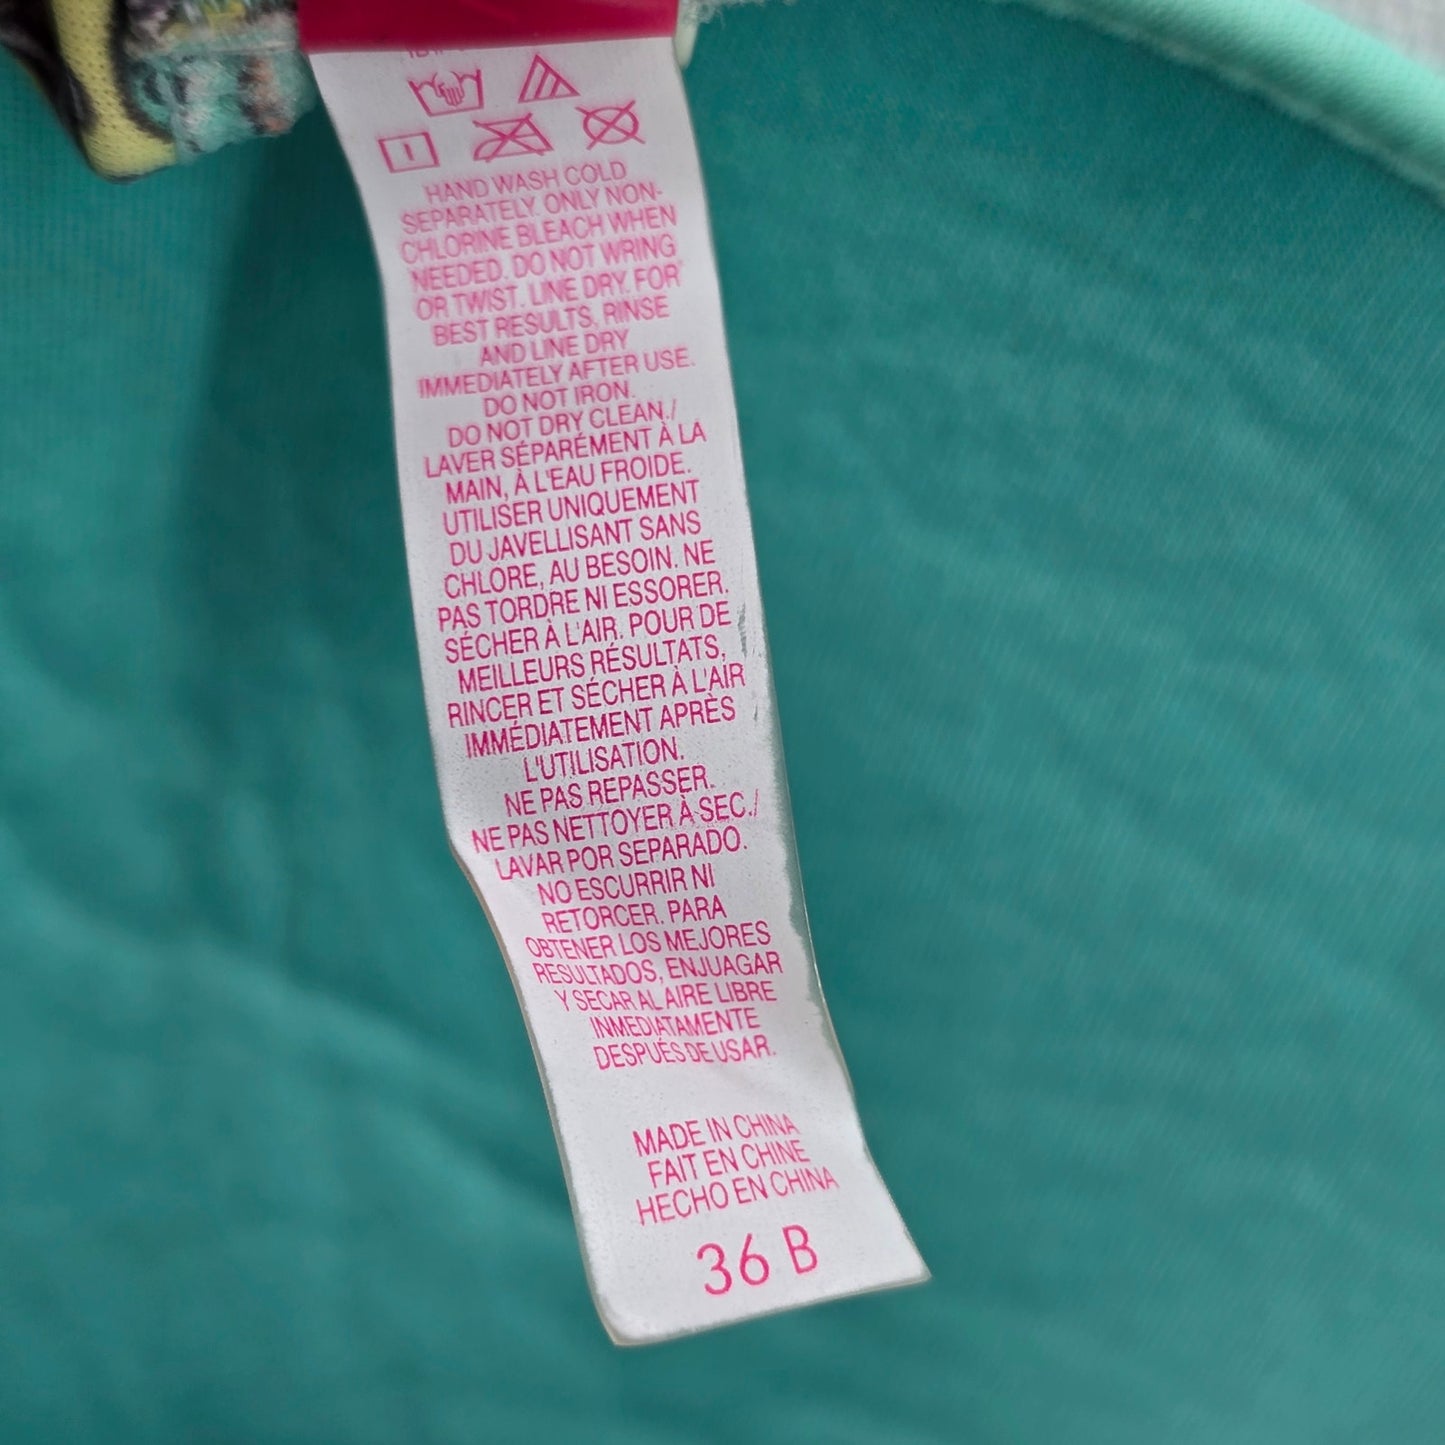 HAND WASH COLD
SEPARATELY. ONLY NON-
CHLORINE BLEACH WHEN
NEEDED. DO NOT WRING
OR TWIST. LINE DRY. FOR
BEST RESULTS, RINSE
AND LINE DRY
IMMEDIATELY AFTER USE.
DO NOT IRON.
DO NOT DRY CLEAN./
LAVER SÉPARÉMENT À LA
MAIN, À L'EAU FROIDE.
UTILISER UNIQUEMENT
DU JAVELLISANT SANS
CHLORE, AU BESOIN. NE
PAS TORDRE NI ESSORER.
SÉCHER À L'AIR. POUR DE
MEILLEURS RÉSULTATS,
RINCER ET SÉCHER À L'AIR
IMMÉDIATEMENT APRÈS
L'UTILISATION.
NE PAS REPASSER.
NE PAS NETTOYER À SEC./
LAVAR POR SEPARADO.
NO ESCURRIR NI
RETORCER. PARA
OBTENER LOS MEJORES
RESULTADOS, ENJUAGAR
Y SECAR AL AIRE LIBRE
INMEDIATAMENTE
DESPUÉS DE USAR.
MADE IN CHINA
FAIT EN CHINE
HECHO EN CHINA
36 B